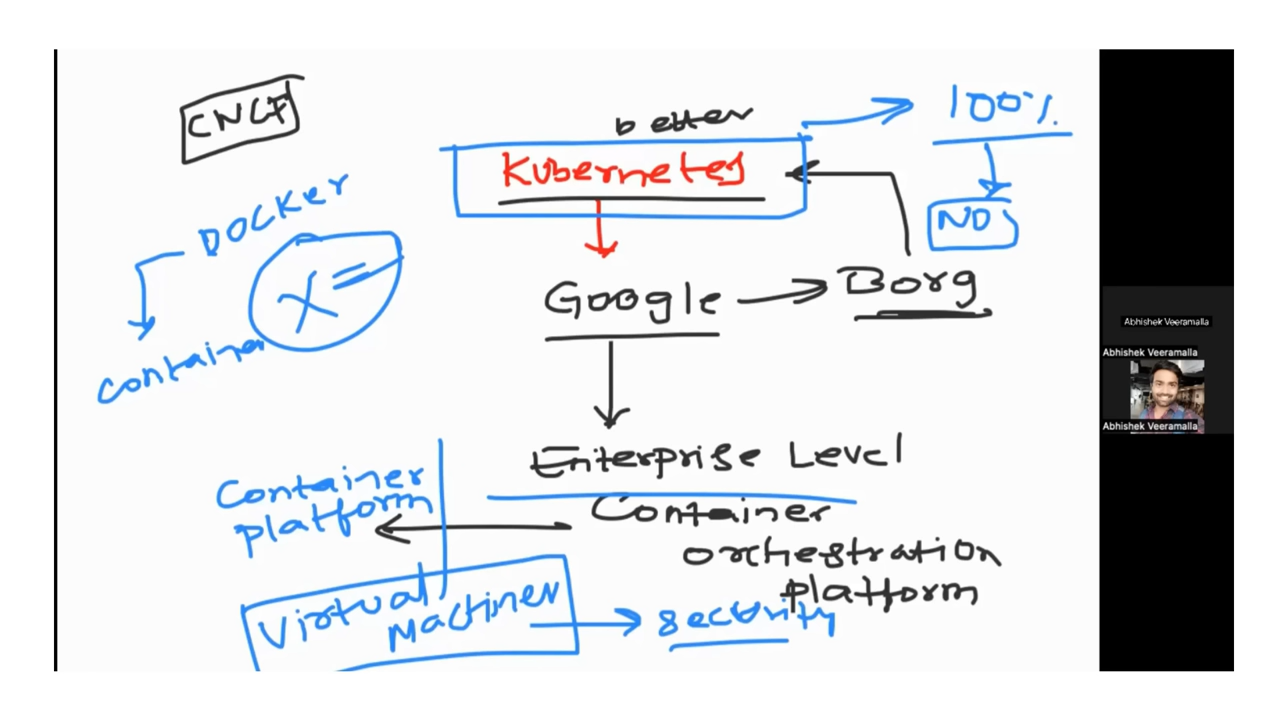 CNCF
better
100%
Kubernetes
NO
DOCKER
Google
Borg
container
Enterprise Level
Container
orchestration
platform
Container
platform
Virtual
Machines
security
Abhishek Veeramalla
Abhishek Veeramalla
Abhishek Veeramalla